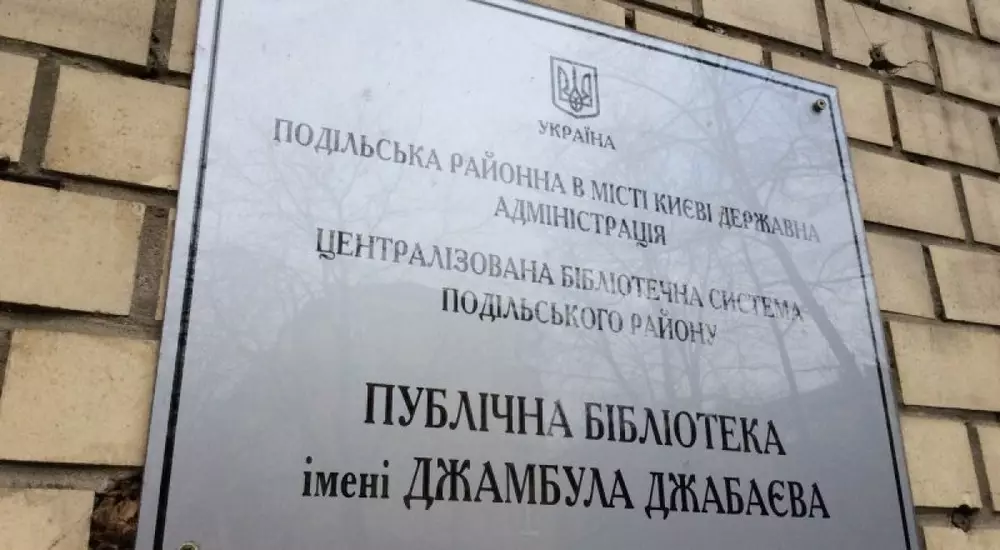 УКРАЇНА
ПОДІЛЬСЬКА РАЙОННА В МІСТІ КИЄВІ ДЕРЖАВНА
АДМІНІСТРАЦІЯ
ЦЕНТРАЛІЗОВАНА БІБЛІОТЕЧНА СИСТЕМА
ПОДІЛЬСЬКОГО РАЙОНУ
ПУБЛІЧНА БІБЛІОТЕКА
імені ДЖАМБУЛА ДЖАБАЄВА